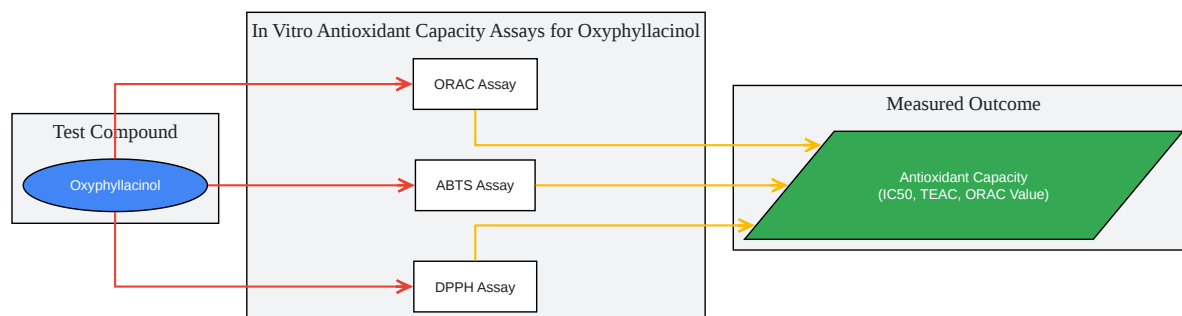 In Vitro Antioxidant Capacity Assays for Oxyphyllacinol
ORAC Assay
Measured Outcome
Test Compound
Oxyphyllacinol
ABTS Assay
Antioxidant Capacity
(IC50, TEAC, ORAC Value)
DPPH Assay